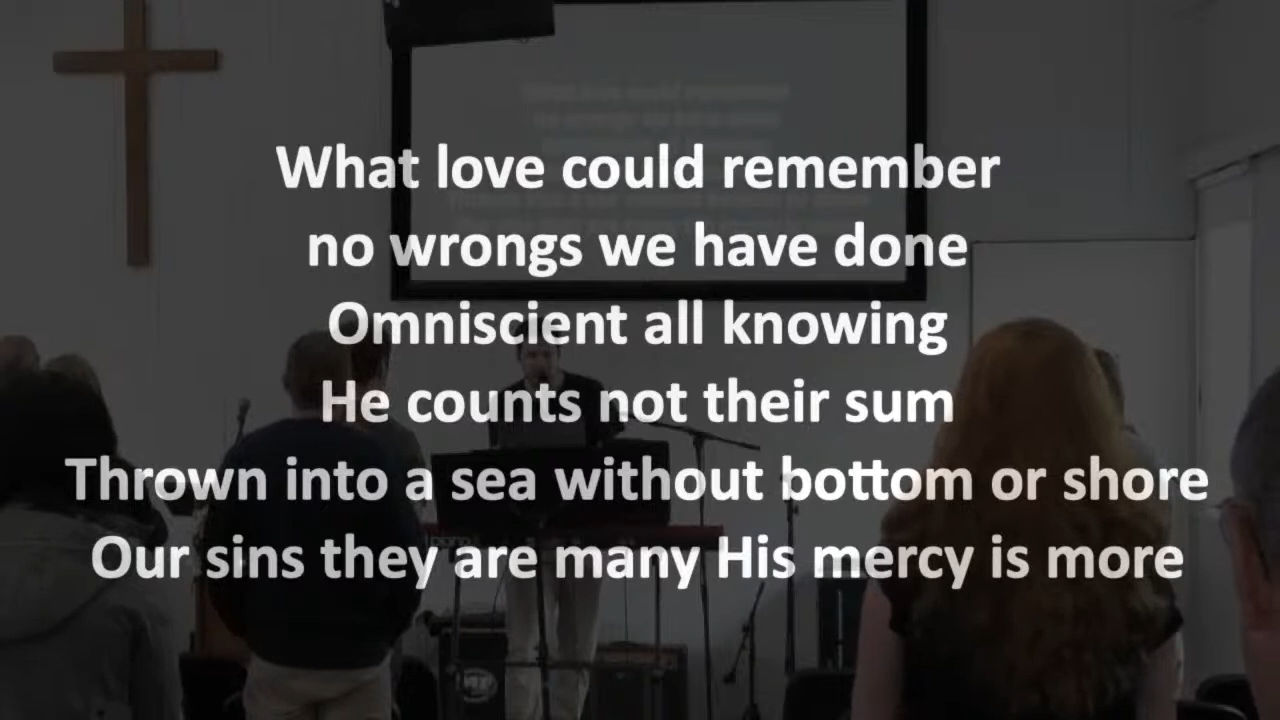 What love could remember
no wrongs we have done
Omniscient all knowing
He counts not their sum
Thrown into a sea without bottom or shore
Our sins they are many His mercy is more